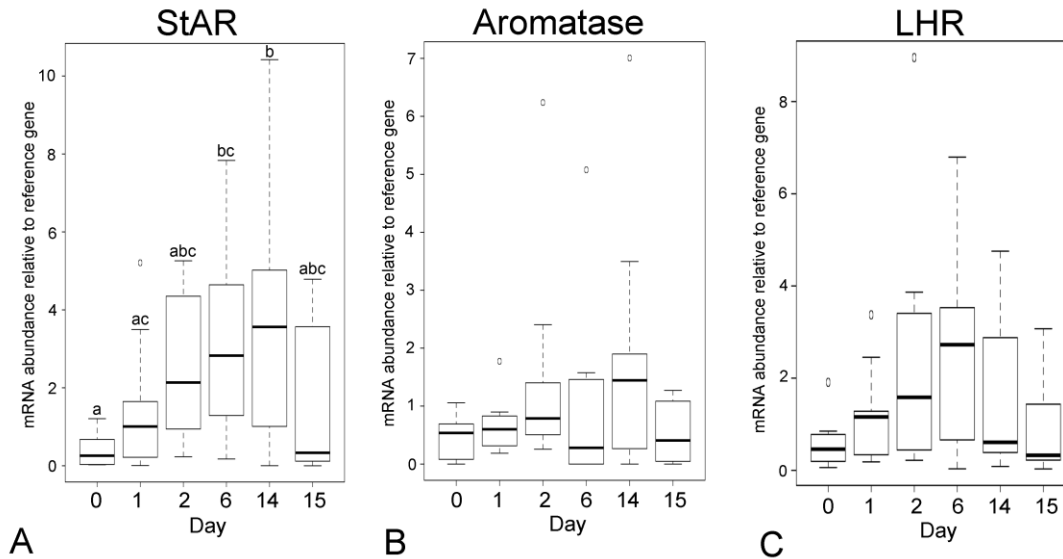 StAR
mRNA abundance relative to reference gene
10
8
6
4
2
0
a
ac
abc
bc
b
abc
0 1 2 6 14 15
Day
A
Aromatase
mRNA abundance relative to reference gene
7
6
5
4
3
2
1
0
0 1 2 6 14 15
Day
B
LHR
mRNA abundance relative to reference gene
8
6
4
2
0
0 1 2 6 14 15
Day
C